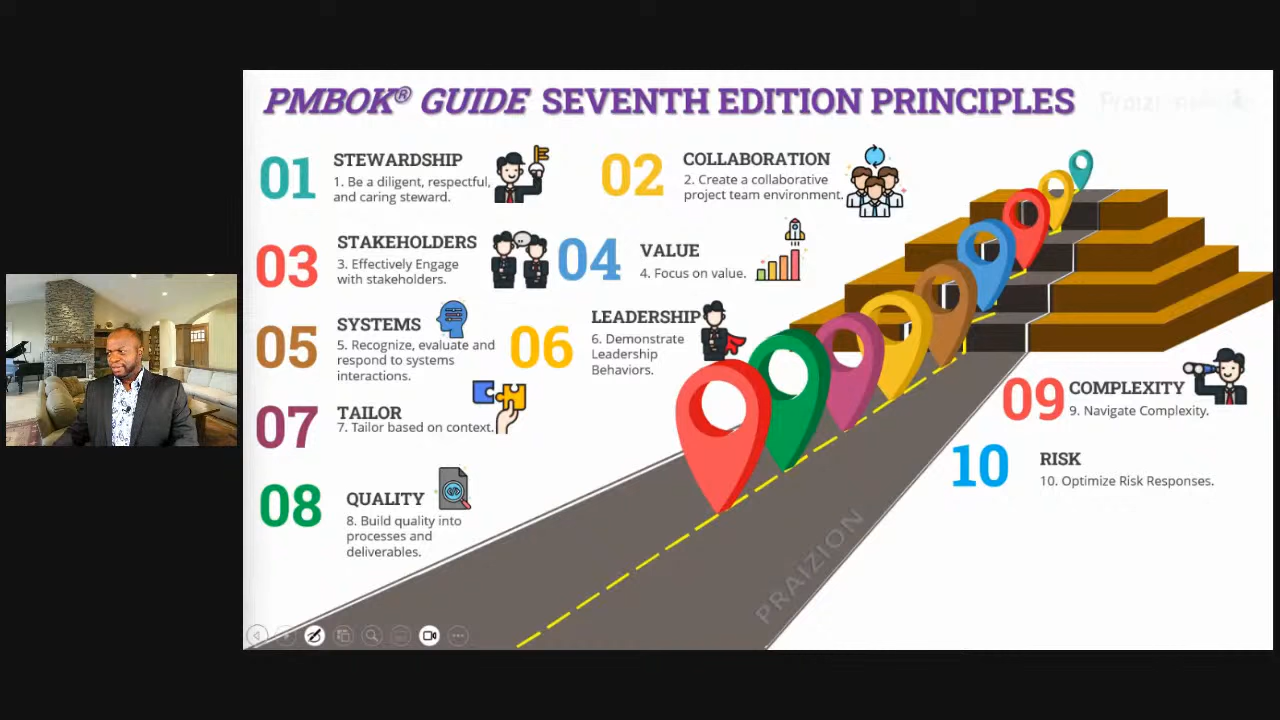 PMBOK® GUIDE SEVENTH EDITION PRINCIPLES
01
STEWARDSHIP
1. Be a diligent, respectful,
and caring steward.
02
COLLABORATION
2. Create a collaborative
project team environment.
03
STAKEHOLDERS
3. Effectively Engage
with stakeholders.
04
VALUE
4. Focus on value.
05
SYSTEMS
5. Recognize, evaluate and
respond to systems
interactions.
06
LEADERSHIP
6. Demonstrate
Leadership
Behaviors.
07
TAILOR
7. Tailor based on context.
08
QUALITY
8. Build quality into
processes and
deliverables.
09
COMPLEXITY
9. Navigate Complexity.
10
RISK
10. Optimize Risk Responses.
PRAIZION